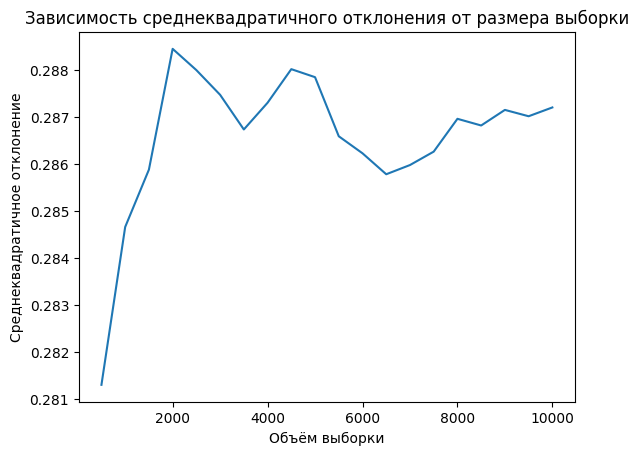 Зависимость среднеквадратичного отклонения от размера выборки
0.288
0.287
0.286
0.285
0.284
0.283
0.282
0.281
Среднеквадратичное отклонение
2000 4000 6000 8000 10000
Объём выборки